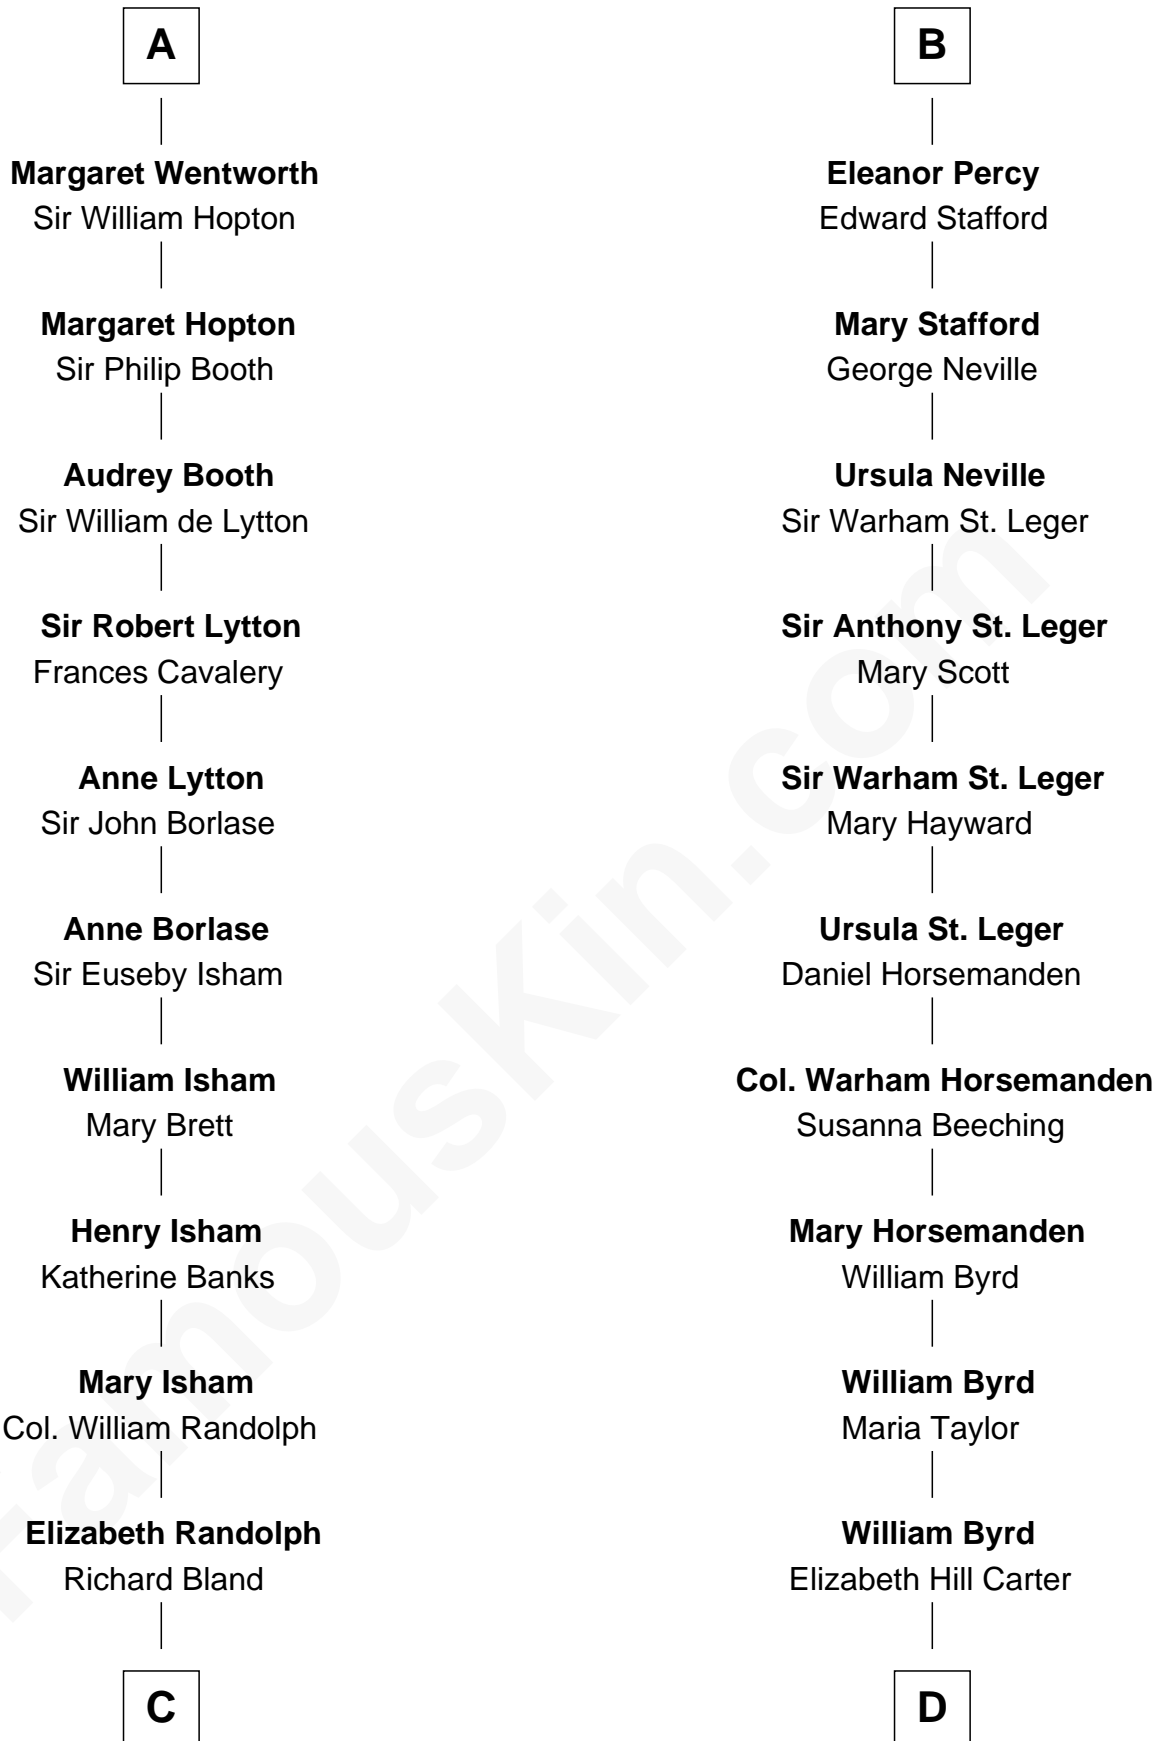 A
Margaret Wentworth
Sir William Hopton
Margaret Hopton
Sir Philip Booth
Audrey Booth
Sir William de Lytton
Sir Robert Lytton
Frances Cavalery
Anne Lytton
Sir John Borlase
Anne Borlase
Sir Euseby Isham
William Isham
Mary Brett
Henry Isham
Katherine Banks
Mary Isham
Col. William Randolph
Elizabeth Randolph
Richard Bland
C
B
Eleanor Percy
Edward Stafford
Mary Stafford
George Neville
Ursula Neville
Sir Warham St. Leger
Sir Anthony St. Leger
Mary Scott
Sir Warham St. Leger
Mary Hayward
Ursula St. Leger
Daniel Horsemanden
Col. Warham Horsemanden
Susanna Beeching
Mary Horsemanden
William Byrd
William Byrd
Maria Taylor
William Byrd
Elizabeth Hill Carter
D
FamousKin.com